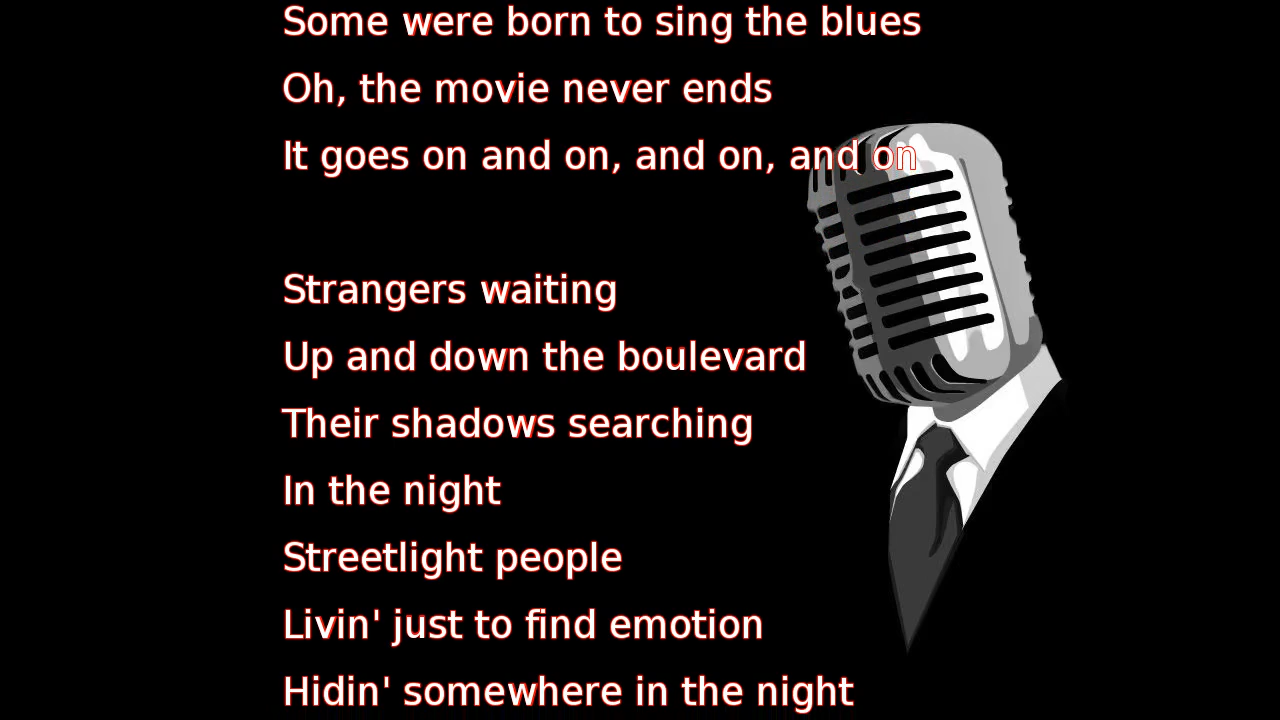 Some were born to sing the blues
Oh, the movie never ends
It goes on and on, and on, and on
Strangers waiting
Up and down the boulevard
Their shadows searching
In the night
Streetlight people
Livin' just to find emotion
Hidin' somewhere in the night